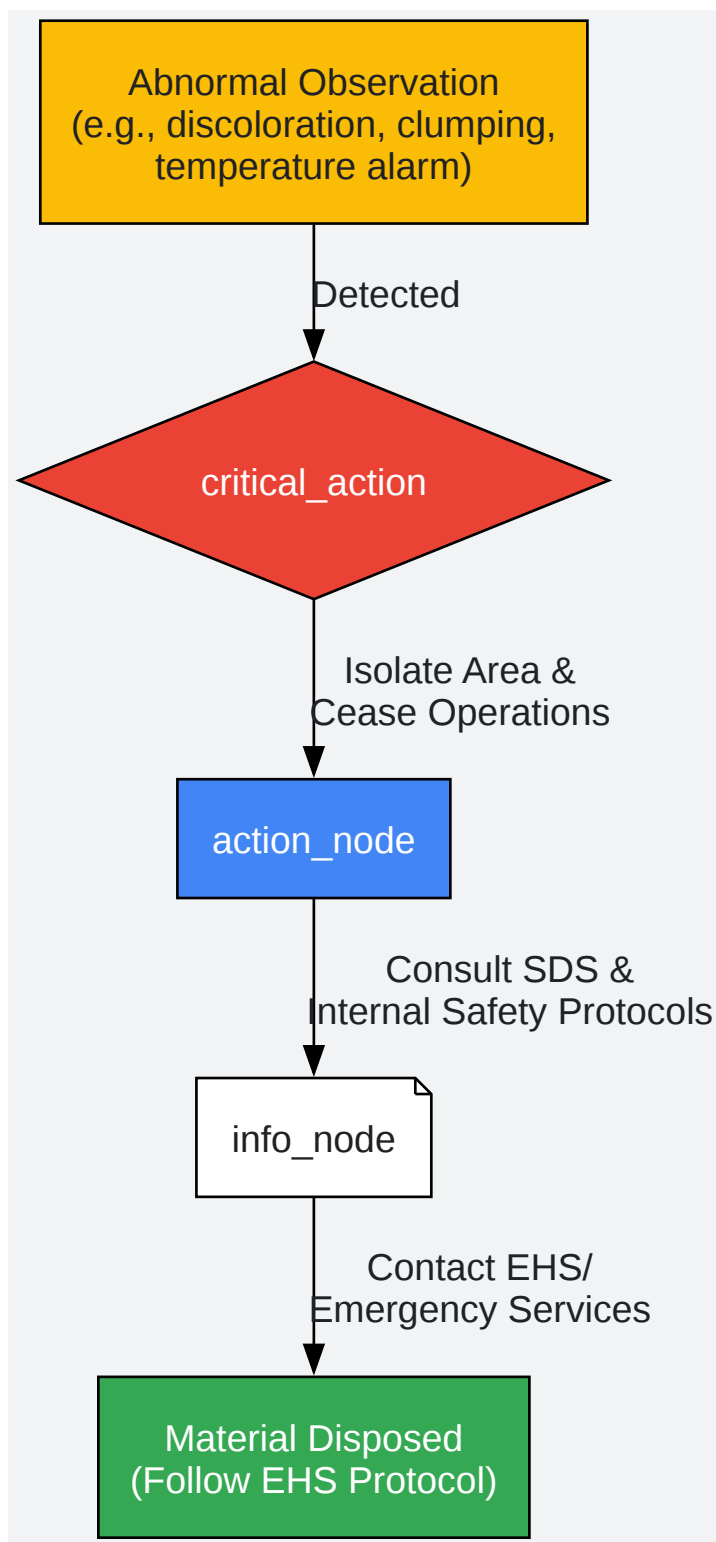 Abnormal Observation
(e.g., discoloration, clumping,
temperature alarm)
Detected
critical_action
Isolate Area &
Cease Operations
action_node
Consult SDS &
Internal Safety Protocols
info_node
Contact EHS/
Emergency Services
Material Disposed
(Follow EHS Protocol)